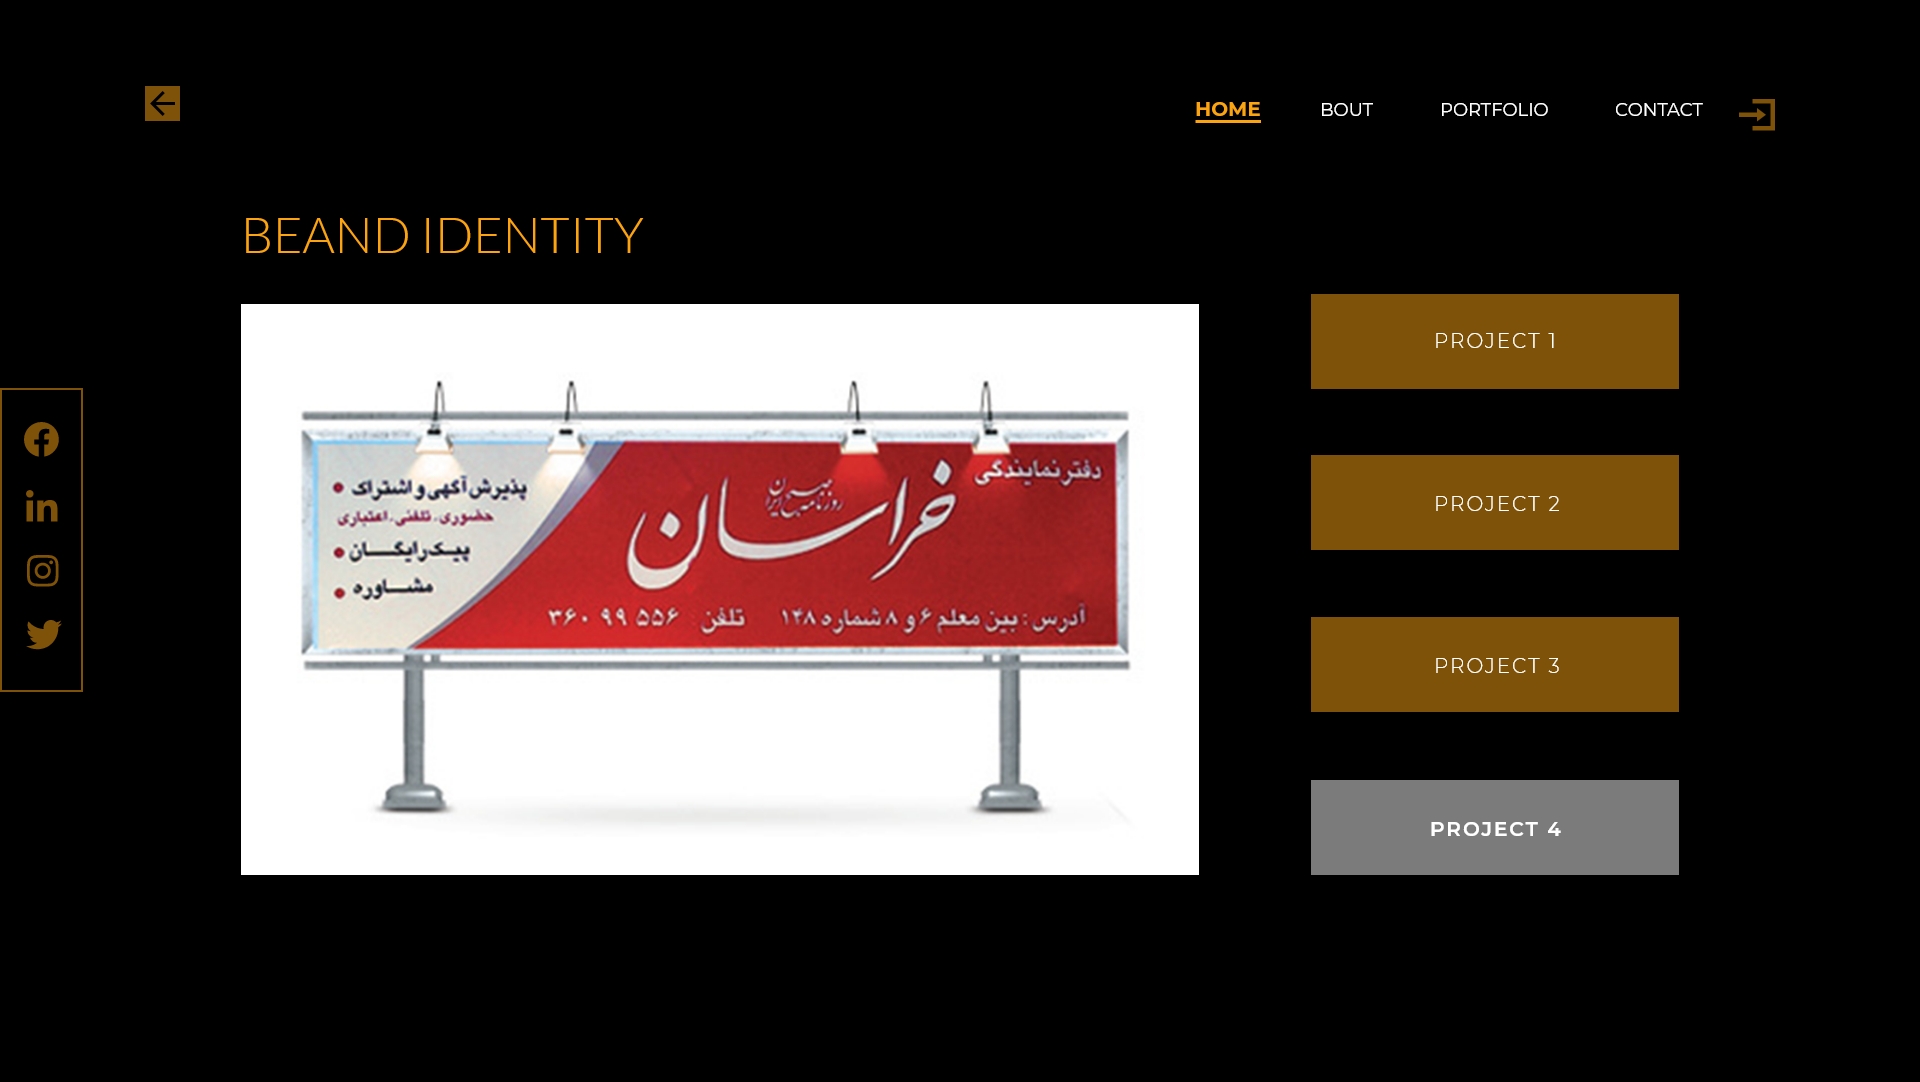 HOME BOUT PORTFOLIO CONTACT
BEAND IDENTITY
PROJECT 1
PROJECT 2
PROJECT 3
PROJECT 4
دفتر نمایندگی
روزنامه صبح ایران
خراسان
آدرس : بین معلم ۶ و ۸ شماره ۱۴۸ تلفن : ۵۵۶ ۹۹ ۳۶۰
پذیرش آگهی و اشتراک
حضوری . تلفنی . اعتباری
پیک رایگان
مشاوره